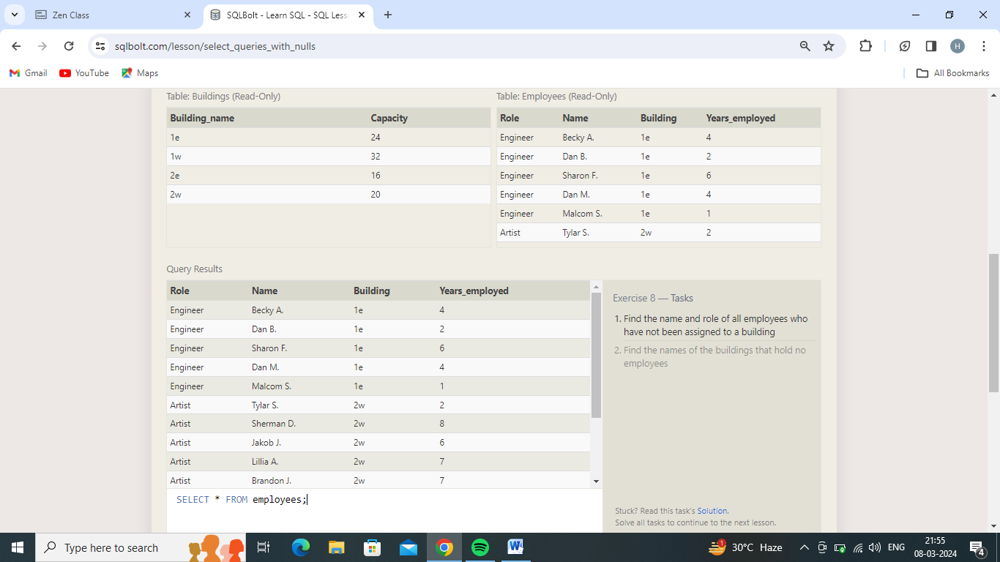 Zen Class
SQLBolt - Learn SQL - SQL Less
sqlbolt.com/lesson/select_queries_with_nulls
H
Gmail YouTube Maps All Bookmarks
Table: Buildings (Read-Only)
Building_name Capacity
1e 24
1w 32
2e 16
2w 20
Table: Employees (Read-Only)
Role Name Building Years_employed
Engineer Becky A. 1e 4
Engineer Dan B. 1e 2
Engineer Sharon F. 1e 6
Engineer Dan M. 1e 4
Engineer Malcom S. 1e 1
Artist Tylar S. 2w 2
Query Results
Role Name Building Years_employed
Engineer Becky A. 1e 4
Engineer Dan B. 1e 2
Engineer Sharon F. 1e 6
Engineer Dan M. 1e 4
Engineer Malcom S. 1e 1
Artist Tylar S. 2w 2
Artist Sherman D. 2w 8
Artist Jakob J. 2w 6
Artist Lillia A. 2w 7
Artist Brandon J. 2w 7
SELECT * FROM employees;
Exercise 8 — Tasks
1. Find the name and role of all employees who
have not been assigned to a building
2. Find the names of the buildings that hold no
employees
Stuck? Read this task's Solution.
Solve all tasks to continue to the next lesson.
Type here to search
1
30°C Haze
ENG
21:55
08-03-2024
4